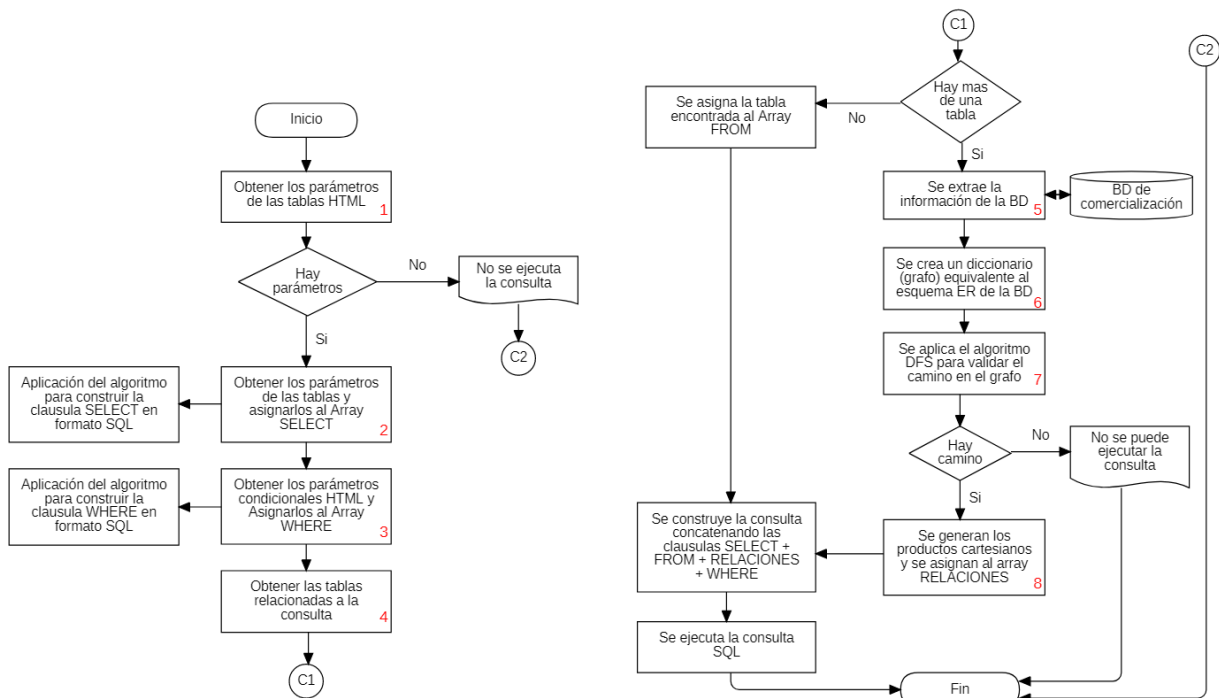 Inicio
Obtener los parámetros
de las tablas HTML
1
Hay
parámetros
No
No se ejecuta
la consulta
C2
Si
Obtener los parámetros
de las tablas y
asignarlos al Array
SELECT
2
Aplicación del algoritmo
para construir la
clausula SELECT en
formato SQL
Obtener los parámetros
condicionales HTML y
Asignarlos al Array
WHERE
3
Aplicación del algoritmo
para construir la
clausula WHERE en
formato SQL
Obtener las tablas
relacionadas a la
consulta
4
C1
C1
Hay mas
de una
tabla
No
Se asigna la tabla
encontrada al Array
FROM
Si
Se extrae la
información de la BD
5
BD de
comercialización
Se crea un diccionario
(grafo) equivalente al
esquema ER de la BD
6
Se aplica el algoritmo
DFS para validar el
camino en el grafo
7
Hay
camino
No
No se puede
ejecutar la
consulta
Si
Se generan los
productos cartesianos
y se asignan al array
RELACIONES
8
Se construye la consulta
concatenando las
clausulas SELECT +
FROM + RELACIONES
+ WHERE
Se ejecuta la consulta
SQL
Fin
C2